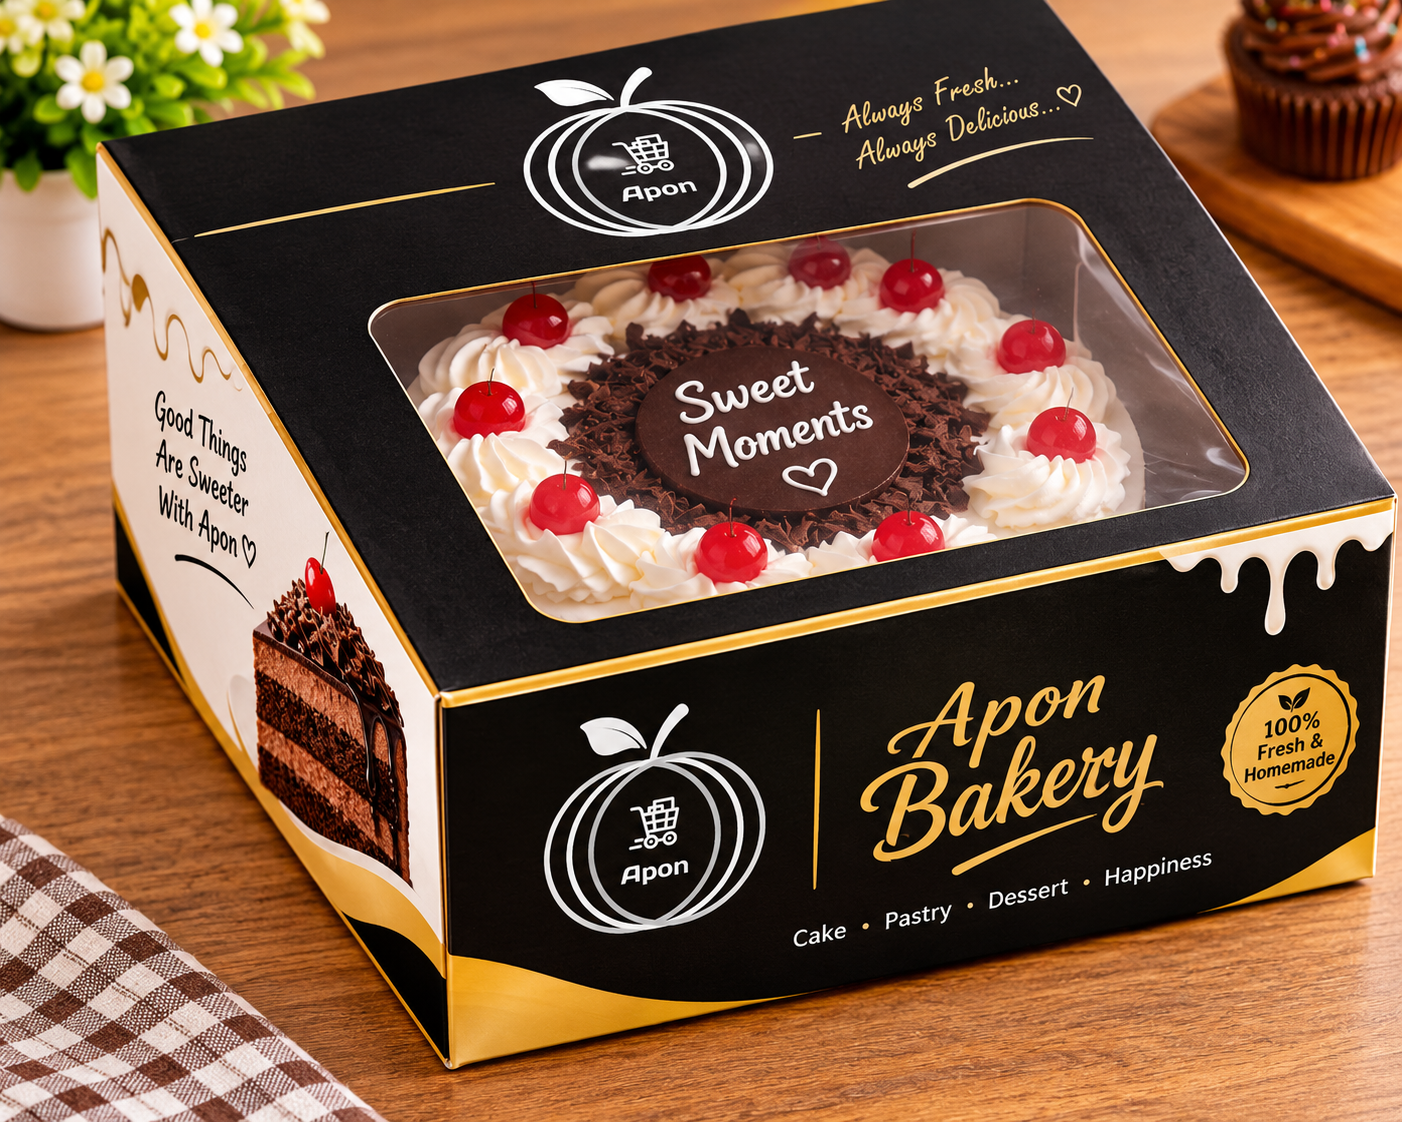 Apon
Always Fresh...
Always Delicious...
Sweet
Moments
Good Things
Are Sweeter
With Apon
Apon
Apon
Bakery
Cake • Pastry • Dessert • Happiness
100%
Fresh &
Homemade